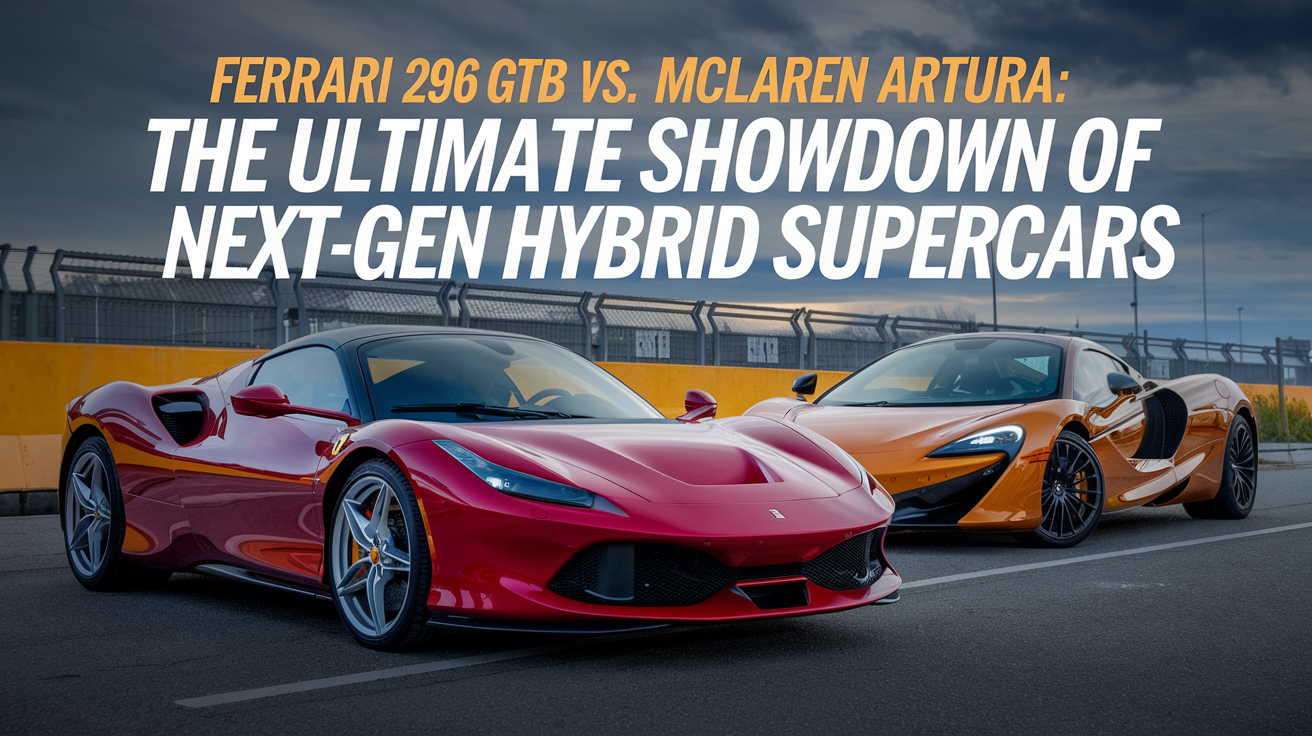 FERRARI 296 GTB VS. MCLAREN ARTURA:
THE ULTIMATE SHOWDOWN OF
NEXT-GEN HYBRID SUPERCARS